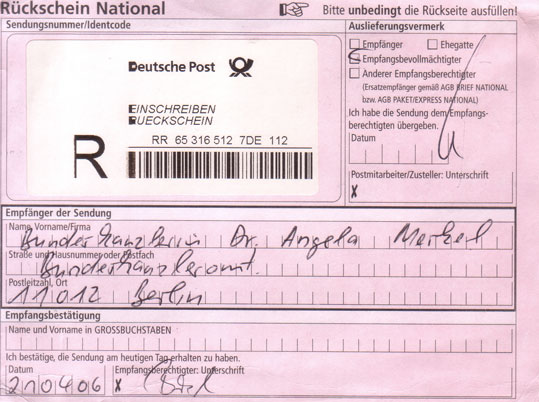 Rückschein National
Bitte unbedingt die Rückseite ausfüllen!
Sendungsnummer/Identcode
Deutsche Post
EINSCHREIBEN
RUECKSCHEIN
R
RR 65 316 512 7DE 112
Auslieferungsvermerk
Empfänger Ehegatte
Empfangsbevollmächtigter
Anderer Empfangsberechtigter
(Ersatzempfänger gemäß AGB BRIEF NATIONAL
bzw. AGB PAKET/EXPRESS NATIONAL)
Ich habe die Sendung dem Empfangs-
berechtigten übergeben.
Datum
Postmitarbeiter/Zusteller: Unterschrift
X
Empfänger der Sendung
Name, Vorname/Firma
Bundeskanzlerin Dr. Angela Merkel
Straße und Hausnummer oder Postfach
Bundeskanzleramt.
Postleitzahl, Ort
11012 Berlin
Empfangsbestätigung
Name und Vorname in GROSSBUCHSTABEN
Ich bestätige, die Sendung am heutigen Tag erhalten zu haben.
Datum Empfangsberechtigter: Unterschrift
210406 X